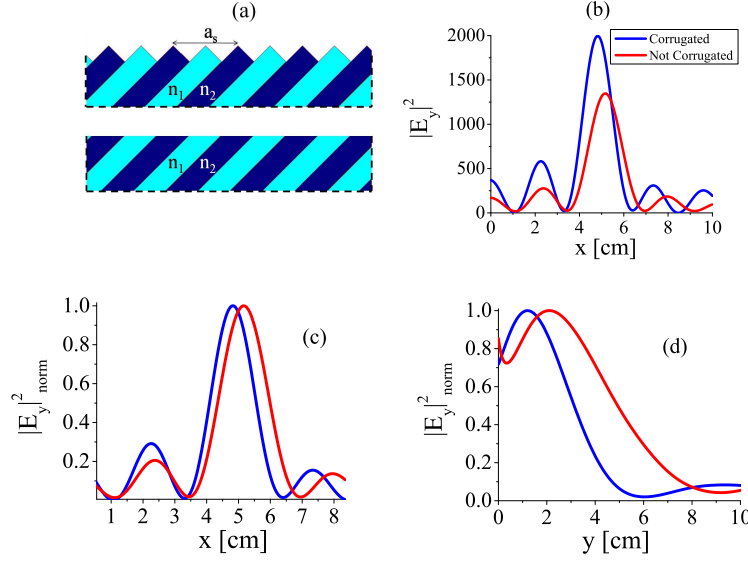 (a)
a_s
n_1 n_2
n_1 n_2
(b)
2000
1500
1000
500
0
|E_y|^2
0 2 4 6 8 10
x [cm]
Corrugated
Not Corrugated
(c)
1.0
0.8
0.6
0.4
0.2
|E_y|^2_norm
1 2 3 4 5 6 7 8
x [cm]
(d)
1.0
0.8
0.6
0.4
0.2
0.0
|E_y|^2_norm
0 2 4 6 8 10
y [cm]